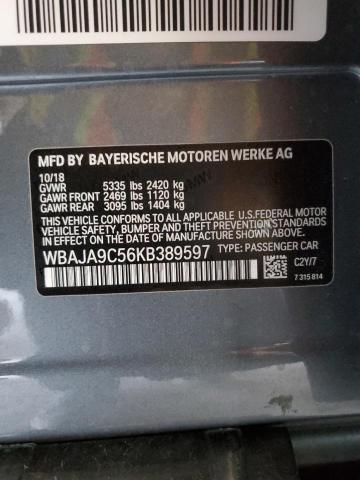 MFD BY BAYERISCHE MOTOREN WERKE AG
10/18
GVWR 5335 lbs 2420 kg
GAWR FRONT 2469 lbs 1120 kg
GAWR REAR 3095 lbs 1404 kg
THIS VEHICLE CONFORMS TO ALL APPLICABLE U.S.FEDERAL MOTOR
VEHICLE SAFETY, BUMPER AND THEFT PREVENTION STANDARDS
IN EFFECT ON THE DATE OF MANUFACTURE SHOWN ABOVE.
WBAJA9C56KB389597 TYPE: PASSENGER CAR
C2Y/7
7 315 814